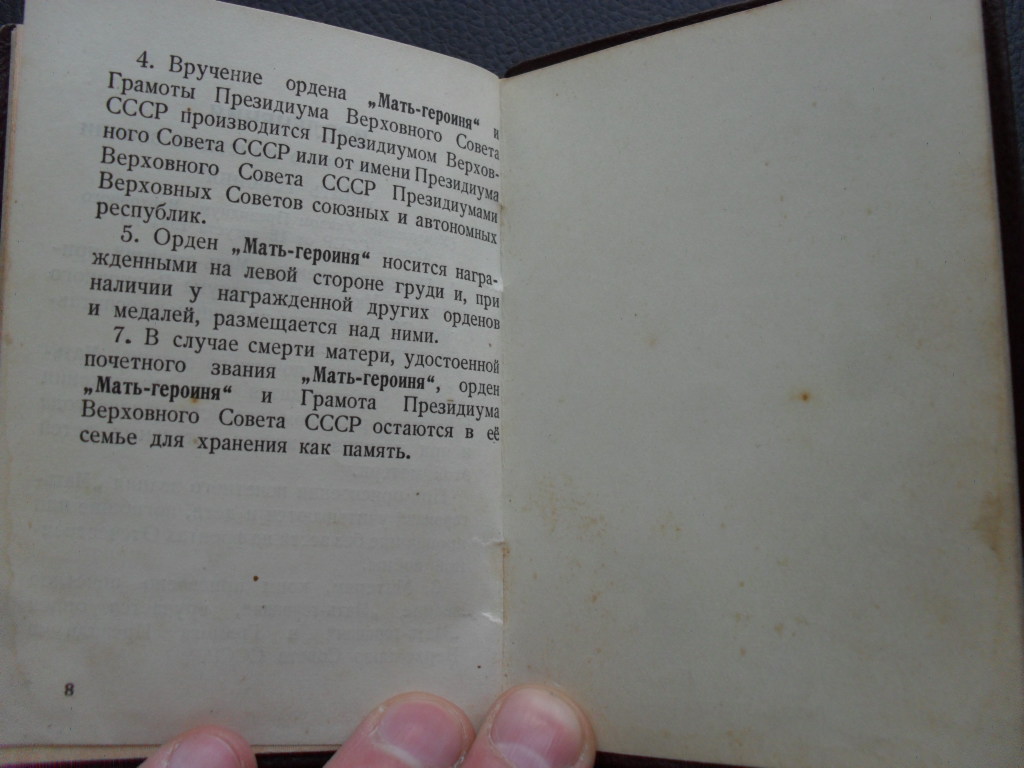 4. Вручение ордена „Мать-героиня“ и
Грамоты Президиума Верховного Совета
СССР производится Президиумом Верхов-
ного Совета СССР или от имени Президиума
Верховного Совета СССР Президиумами
Верховных Советов союзных и автономных
республик.
5. Орден „Мать-героиня“ носится награ-
жденными на левой стороне груди и, при
наличии у награжденной других орденов
и медалей, размещается над ними.
7. В случае смерти матери, удостоенной
почетного звания „Мать-героиня“, орден
„Мать-героиня“ и Грамота Президиума
Верховного Совета СССР остаются в её
семье для хранения как память.
8